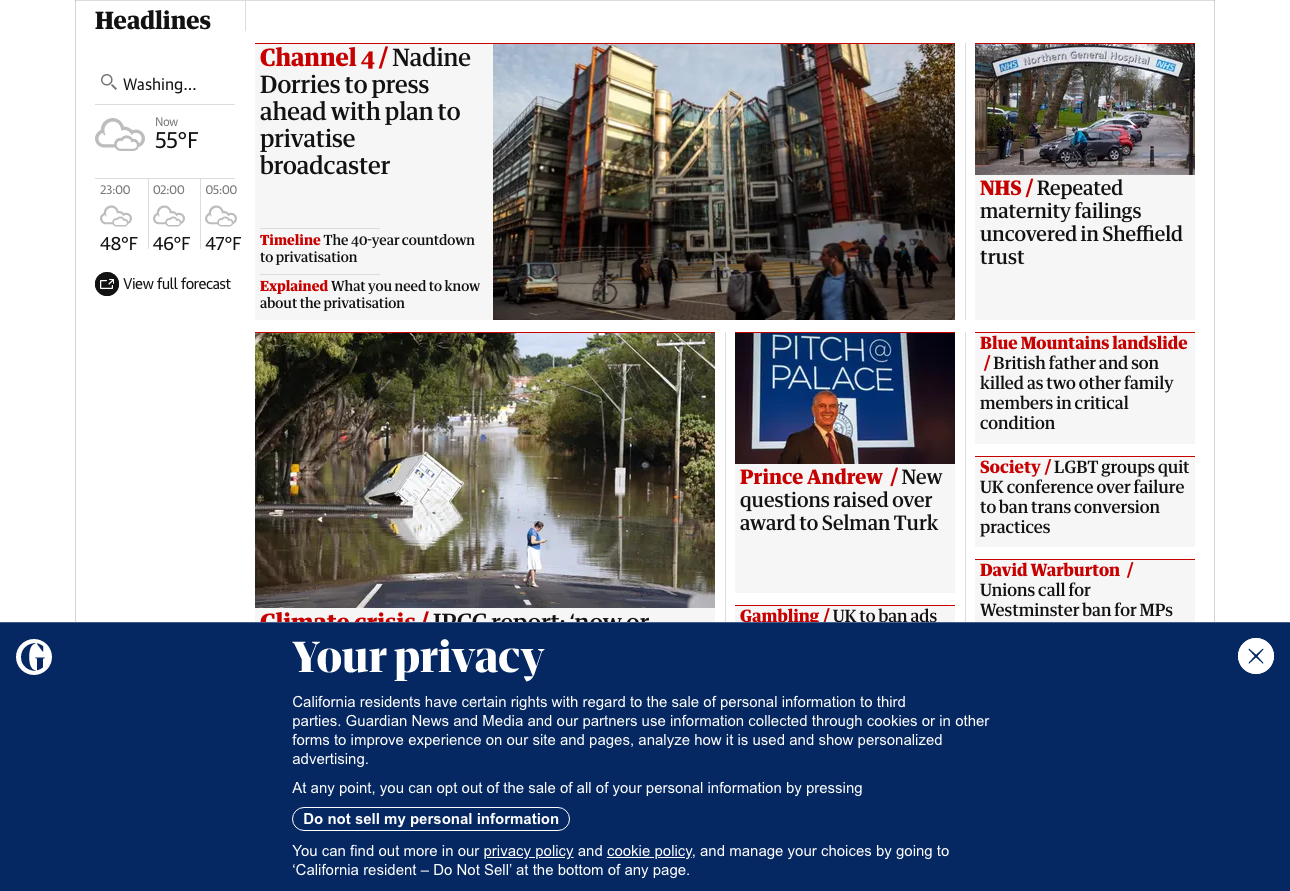 Headlines
Washing...
Now
55°F
23:00
02:00
05:00
48°F
46°F
47°F
View full forecast
Channel 4 / Nadine
Dorries to press
ahead with plan to
privatise
broadcaster
Timeline The 40-year countdown
to privatisation
Explained What you need to know
about the privatisation
NHS Northern General Hospital NHS
NHS / Repeated
maternity failings
uncovered in Sheffield
trust
Climate crisis / IPCC report: ‘now or
PITCH@
PALACE
Prince Andrew / New
questions raised over
award to Selman Turk
Gambling / UK to ban ads
Blue Mountains landslide
/ British father and son
killed as two other family
members in critical
condition
Society / LGBT groups quit
UK conference over failure
to ban trans conversion
practices
David Warburton /
Unions call for
Westminster ban for MPs
Your privacy
California residents have certain rights with regard to the sale of personal information to third
parties. Guardian News and Media and our partners use information collected through cookies or in other
forms to improve experience on our site and pages, analyze how it is used and show personalized
advertising.
At any point, you can opt out of the sale of all of your personal information by pressing
Do not sell my personal information
You can find out more in our privacy policy and cookie policy, and manage your choices by going to
‘California resident – Do Not Sell’ at the bottom of any page.